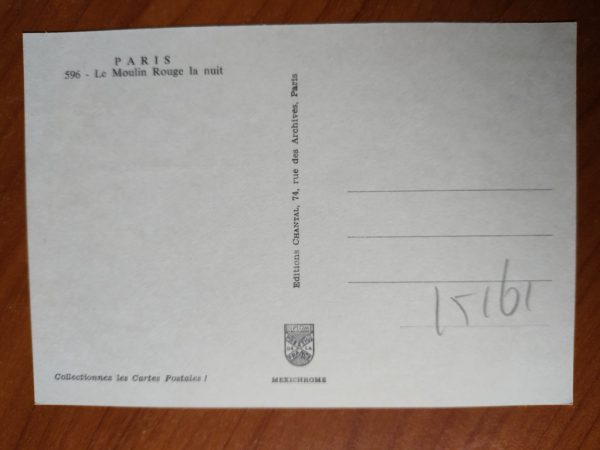 PARIS
596 - Le Moulin Rouge la nuit
Editions CHANTAL, 74, rue des Archives, Paris
Collectionnez les Cartes Postales !
MEXICHROME